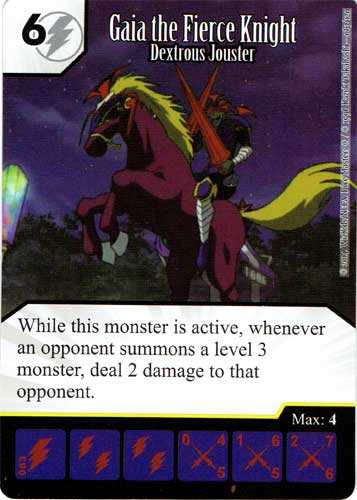 6
Gaia the Fierce Knight
Dextrous Jouster
While this monster is active, whenever
an opponent summons a level 3
monster, deal 2 damage to that
opponent.
Max: 4
083
0 4 5
1 6 6
2 7 6